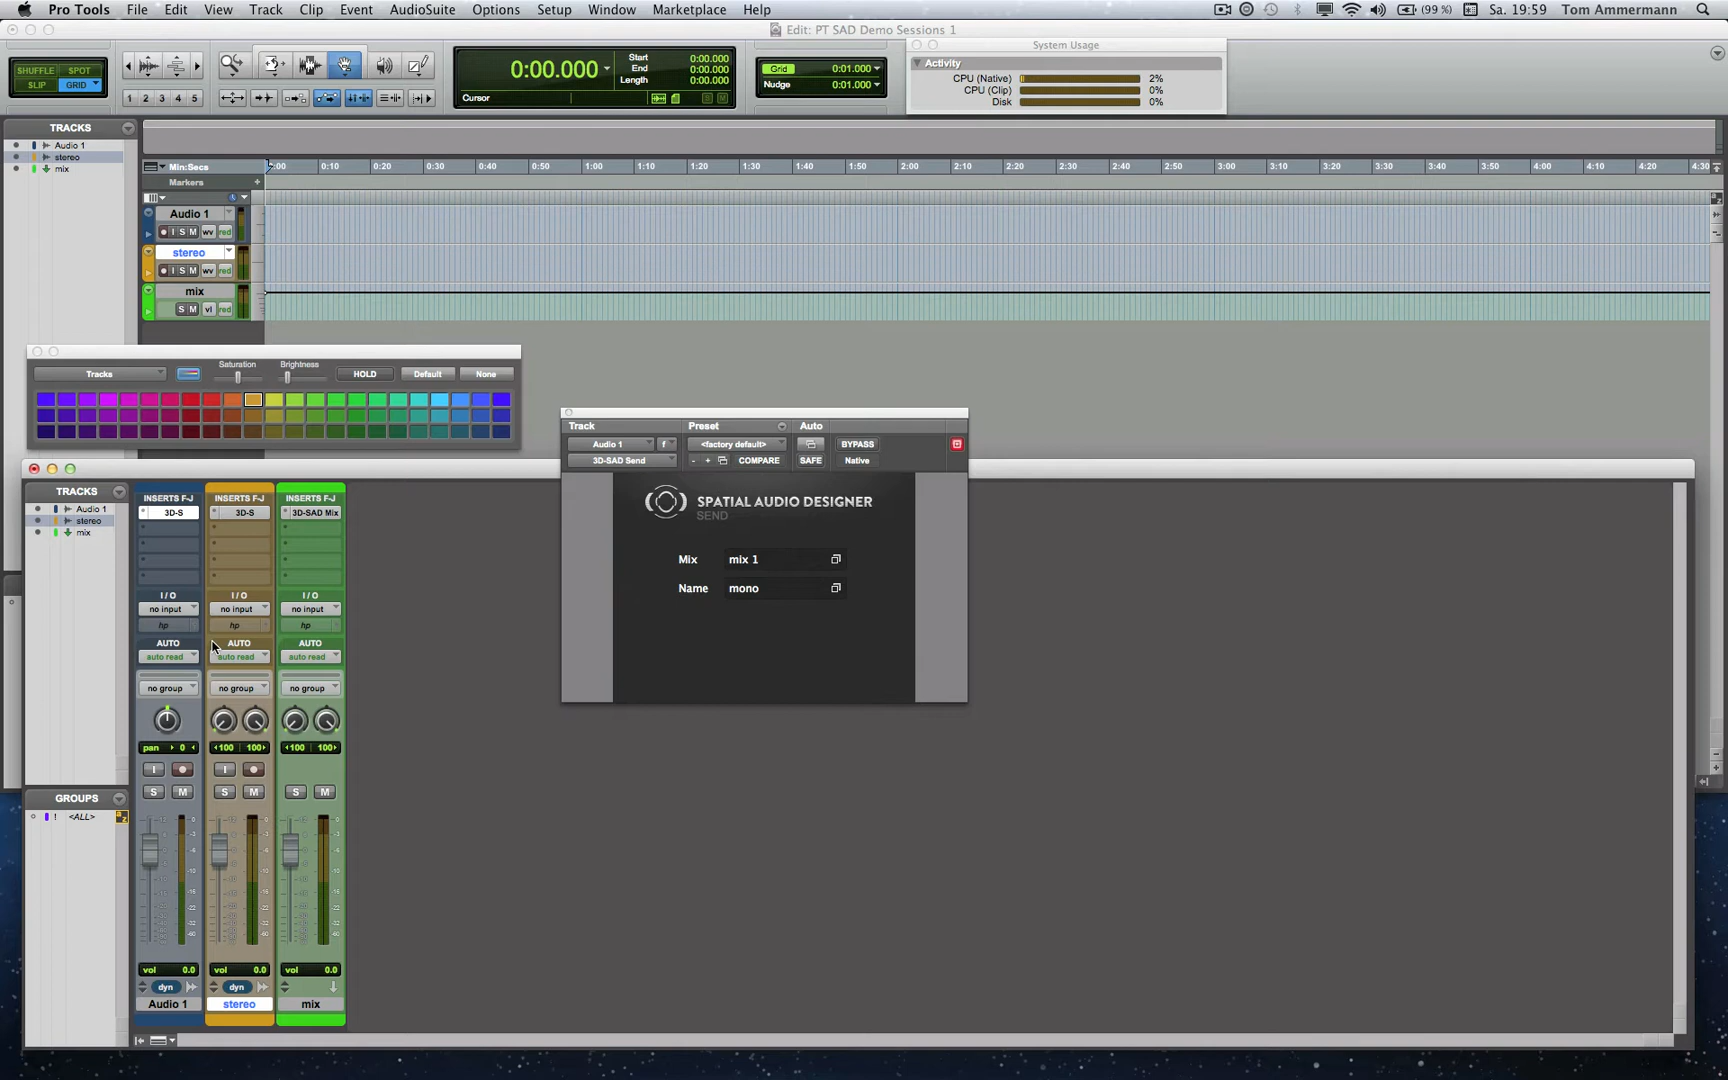 Pro Tools File Edit View Track Clip Event AudioSuite Options Setup Window Marketplace Help (99 %) Sa. 19:59 Tom Ammermann
Edit: PT SAD Demo Sessions 1
SHUFFLE SPOT
SLIP GRID
1 2 3 4 5
0:00.000
Start 0:00.000
End 0:00.000
Length 0:00.000
Cursor
Grid 0:01.000
Nudge 0:01.000
System Usage
Activity
CPU (Native) 2%
CPU (Clip) 0%
Disk 0%
TRACKS
Audio 1
stereo
mix
Min:Secs :00 0:10 0:20 0:30 0:40 0:50 1:00 1:10 1:20 1:30 1:40 1:50 2:00 2:10 2:20 2:30 2:40 2:50 3:00 3:10 3:20 3:30 3:40 3:50 4:00 4:10 4:20 4:30
Markers
Audio 1
I S M wv red
stereo
I S M wv red
mix
S M vl red
Saturation Brightness
Tracks HOLD Default None
Track Preset Auto
Audio 1 f <factory default> BYPASS
3D-SAD Send - + COMPARE SAFE Native
SPATIAL AUDIO DESIGNER
SEND
Mix mix 1
Name mono
TRACKS
Audio 1
stereo
mix
GROUPS
! <ALL>
INSERTS F-J INSERTS F-J INSERTS F-J
3D-S 3D-S 3D-SAD Mix
I / O I / O I / O
no input no input no input
hp hp hp
AUTO AUTO AUTO
auto read auto read auto read
no group no group no group
pan 0 100 100 100 100
I I
S M S M S M
vol 0.0 vol 0.0 vol 0.0
dyn dyn
Audio 1 stereo mix